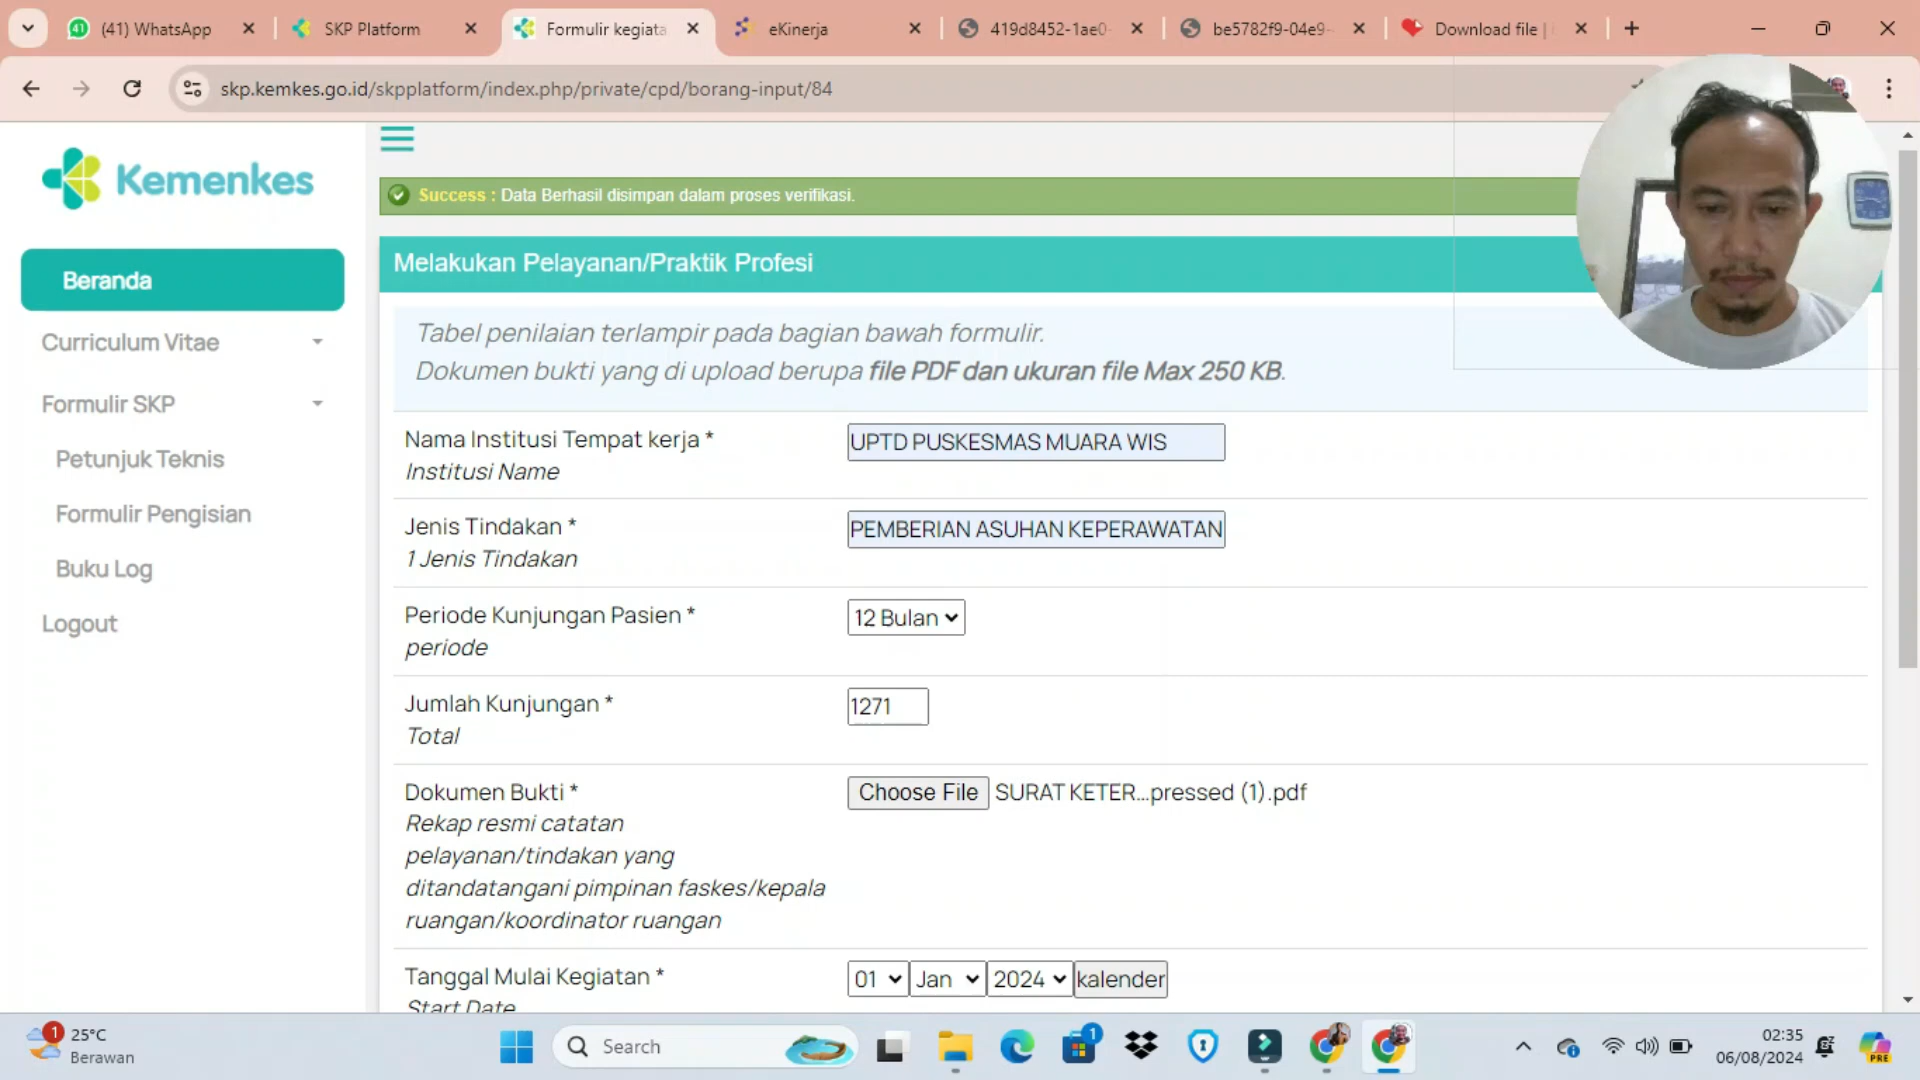 (41) WhatsApp
SKP Platform
Formulir kegiata
eKinerja
419d8452-1ae0-
be5782f9-04e9-
Download file |
skp.kemkes.go.id/skpplatform/index.php/private/cpd/borang-input/84
Kemenkes
Beranda
Curriculum Vitae
Formulir SKP
Petunjuk Teknis
Formulir Pengisian
Buku Log
Logout
Success : Data Berhasil disimpan dalam proses verifikasi.
Melakukan Pelayanan/Praktik Profesi
Tabel penilaian terlampir pada bagian bawah formulir.
Dokumen bukti yang di upload berupa file PDF dan ukuran file Max 250 KB.
Nama Institusi Tempat kerja *
Institusi Name
UPTD PUSKESMAS MUARA WIS
Jenis Tindakan *
1 Jenis Tindakan
PEMBERIAN ASUHAN KEPERAWATAN
Periode Kunjungan Pasien *
periode
12 Bulan
Jumlah Kunjungan *
Total
1271
Dokumen Bukti *
Rekap resmi catatan
pelayanan/tindakan yang
ditandatangani pimpinan faskes/kepala
ruangan/koordinator ruangan
Choose File SURAT KETER...pressed (1).pdf
Tanggal Mulai Kegiatan *
Start Date
01 Jan 2024 kalender
1
25°C
Berawan
Search
1
PRE
02:35
06/08/2024